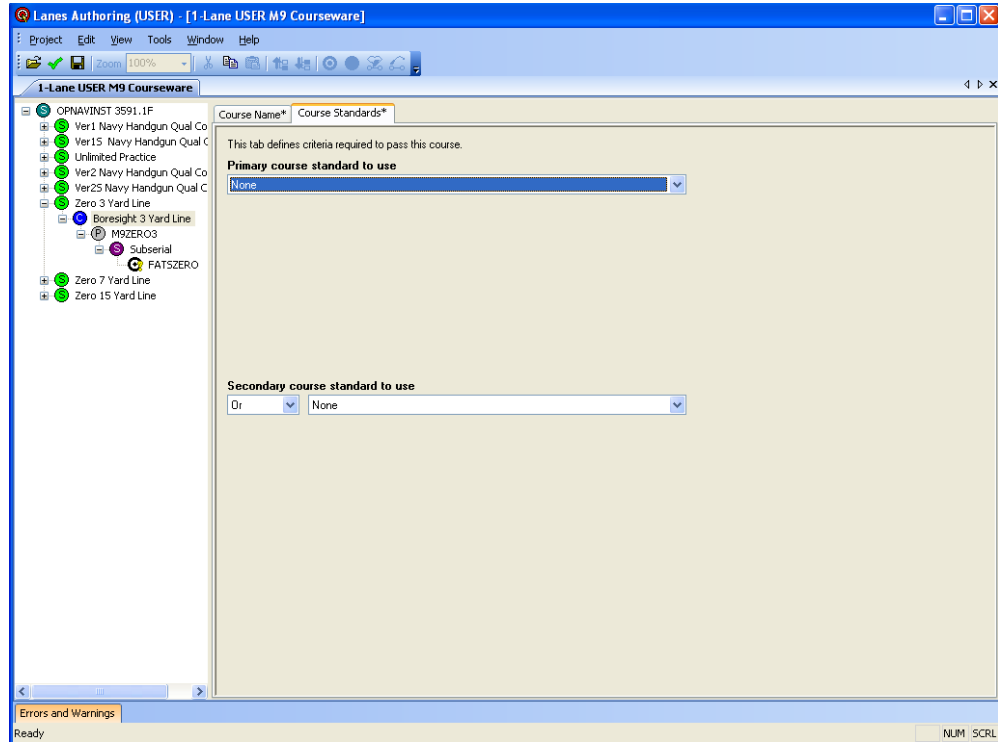 Lanes Authoring (USER) - [1-Lane USER M9 Courseware]
Project Edit View Tools Window Help
Zoom 100%
1-Lane USER M9 Courseware
OPNAVINST 3591.1F
Ver1 Navy Handgun Qual Co
Ver1S Navy Handgun Qual C
Unlimited Practice
Ver2 Navy Handgun Qual Co
Ver2S Navy Handgun Qual C
Zero 3 Yard Line
C Boresight 3 Yard Line
P M9ZERO3
S Subserial
FATSZERO
S Zero 7 Yard Line
S Zero 15 Yard Line
Course Name* Course Standards*
This tab defines criteria required to pass this course.
Primary course standard to use
None
Secondary course standard to use
Or None
Errors and Warnings
Ready NUM SCRL